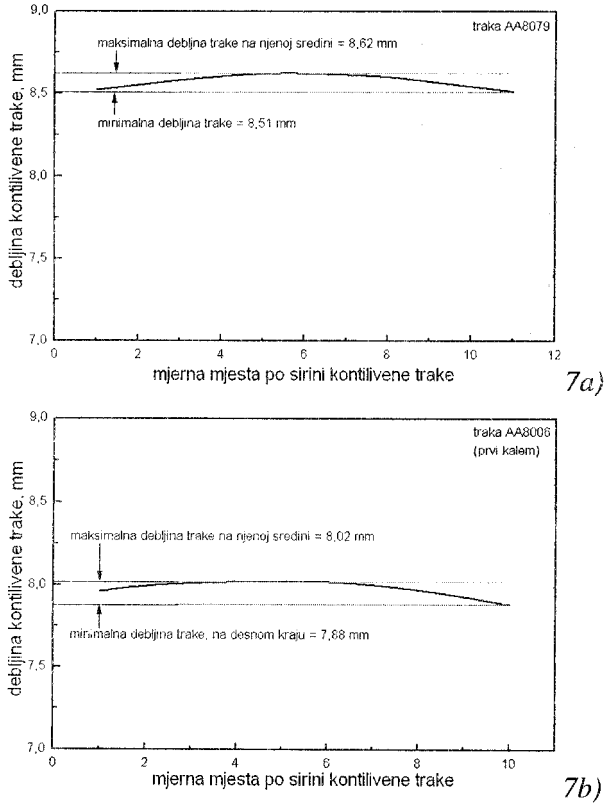 traka AA8079
maksimalna debljina trake na njenoj sredini = 8,62 mm
minimalna debljina trake = 8,51 mm
debljina kontilivene trake, mm
9,0
8,5
8,0
7,5
7,0
0 2 4 6 8 10 12
mjerna mjesta po sirini kontilivene trake
7a)
traka AA8006
(prvi kalem)
maksimalna debljina trake na njenoj sredini = 8,02 mm
minimalna debljina trake, na desnom kraju = 7,88 mm
debljina kontilivene trake, mm
9,0
8,5
8,0
7,5
7,0
0 2 4 6 8 10
mjerna mjesta po sirini kontilivene trake
7b)